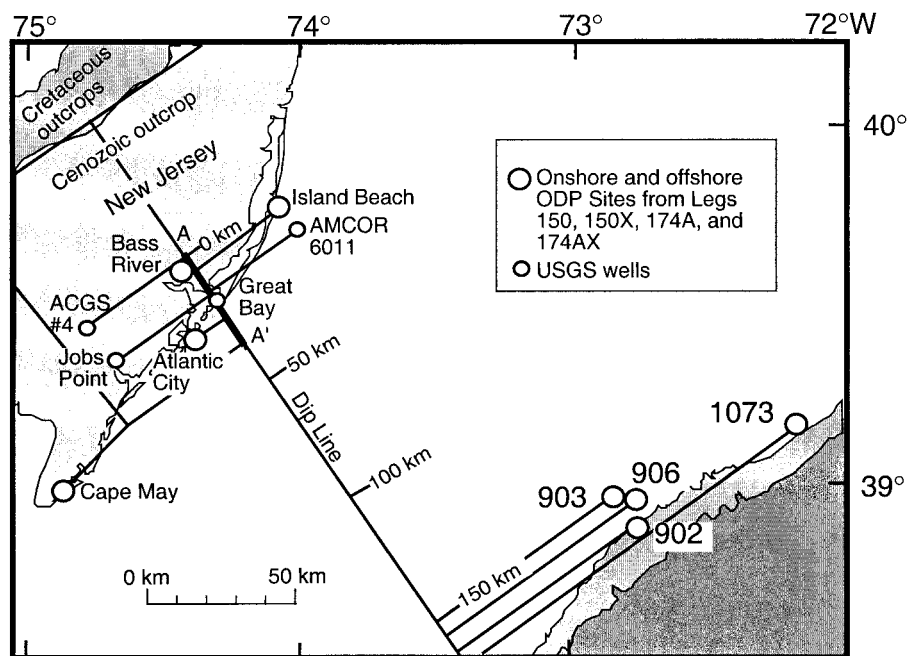 75°
74°
73°
72°W
Cretaceous
outcrops
Cenozoic outcrop
New Jersey
40°
Onshore and offshore
ODP Sites from Legs
150, 150X, 174A, and
174AX
USGS wells
Island Beach
AMCOR
6011
A
0 km
Bass
River
Great
Bay
ACGS
#4
A'
Jobs
Point
Atlantic
City
50 km
Dip Line
1073
100 km
906
903
39°
Cape May
902
0 km
50 km
150 km